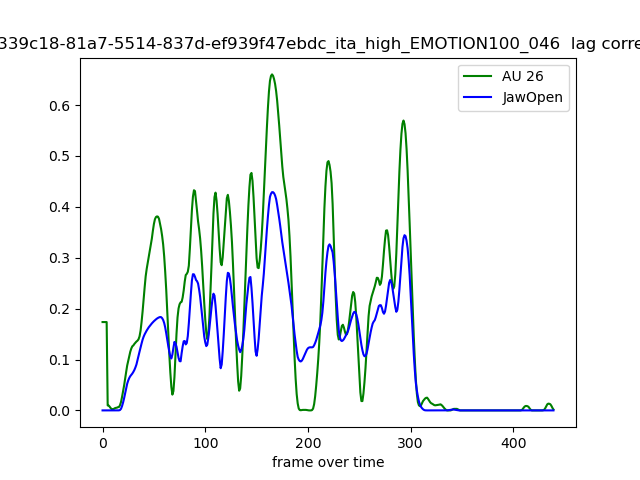 339c18-81a7-5514-837d-ef939f47ebdc_ita_high_EMOTION100_046 lag corre
AU 26
JawOpen
0.6
0.5
0.4
0.3
0.2
0.1
0.0
0 100 200 300 400
frame over time